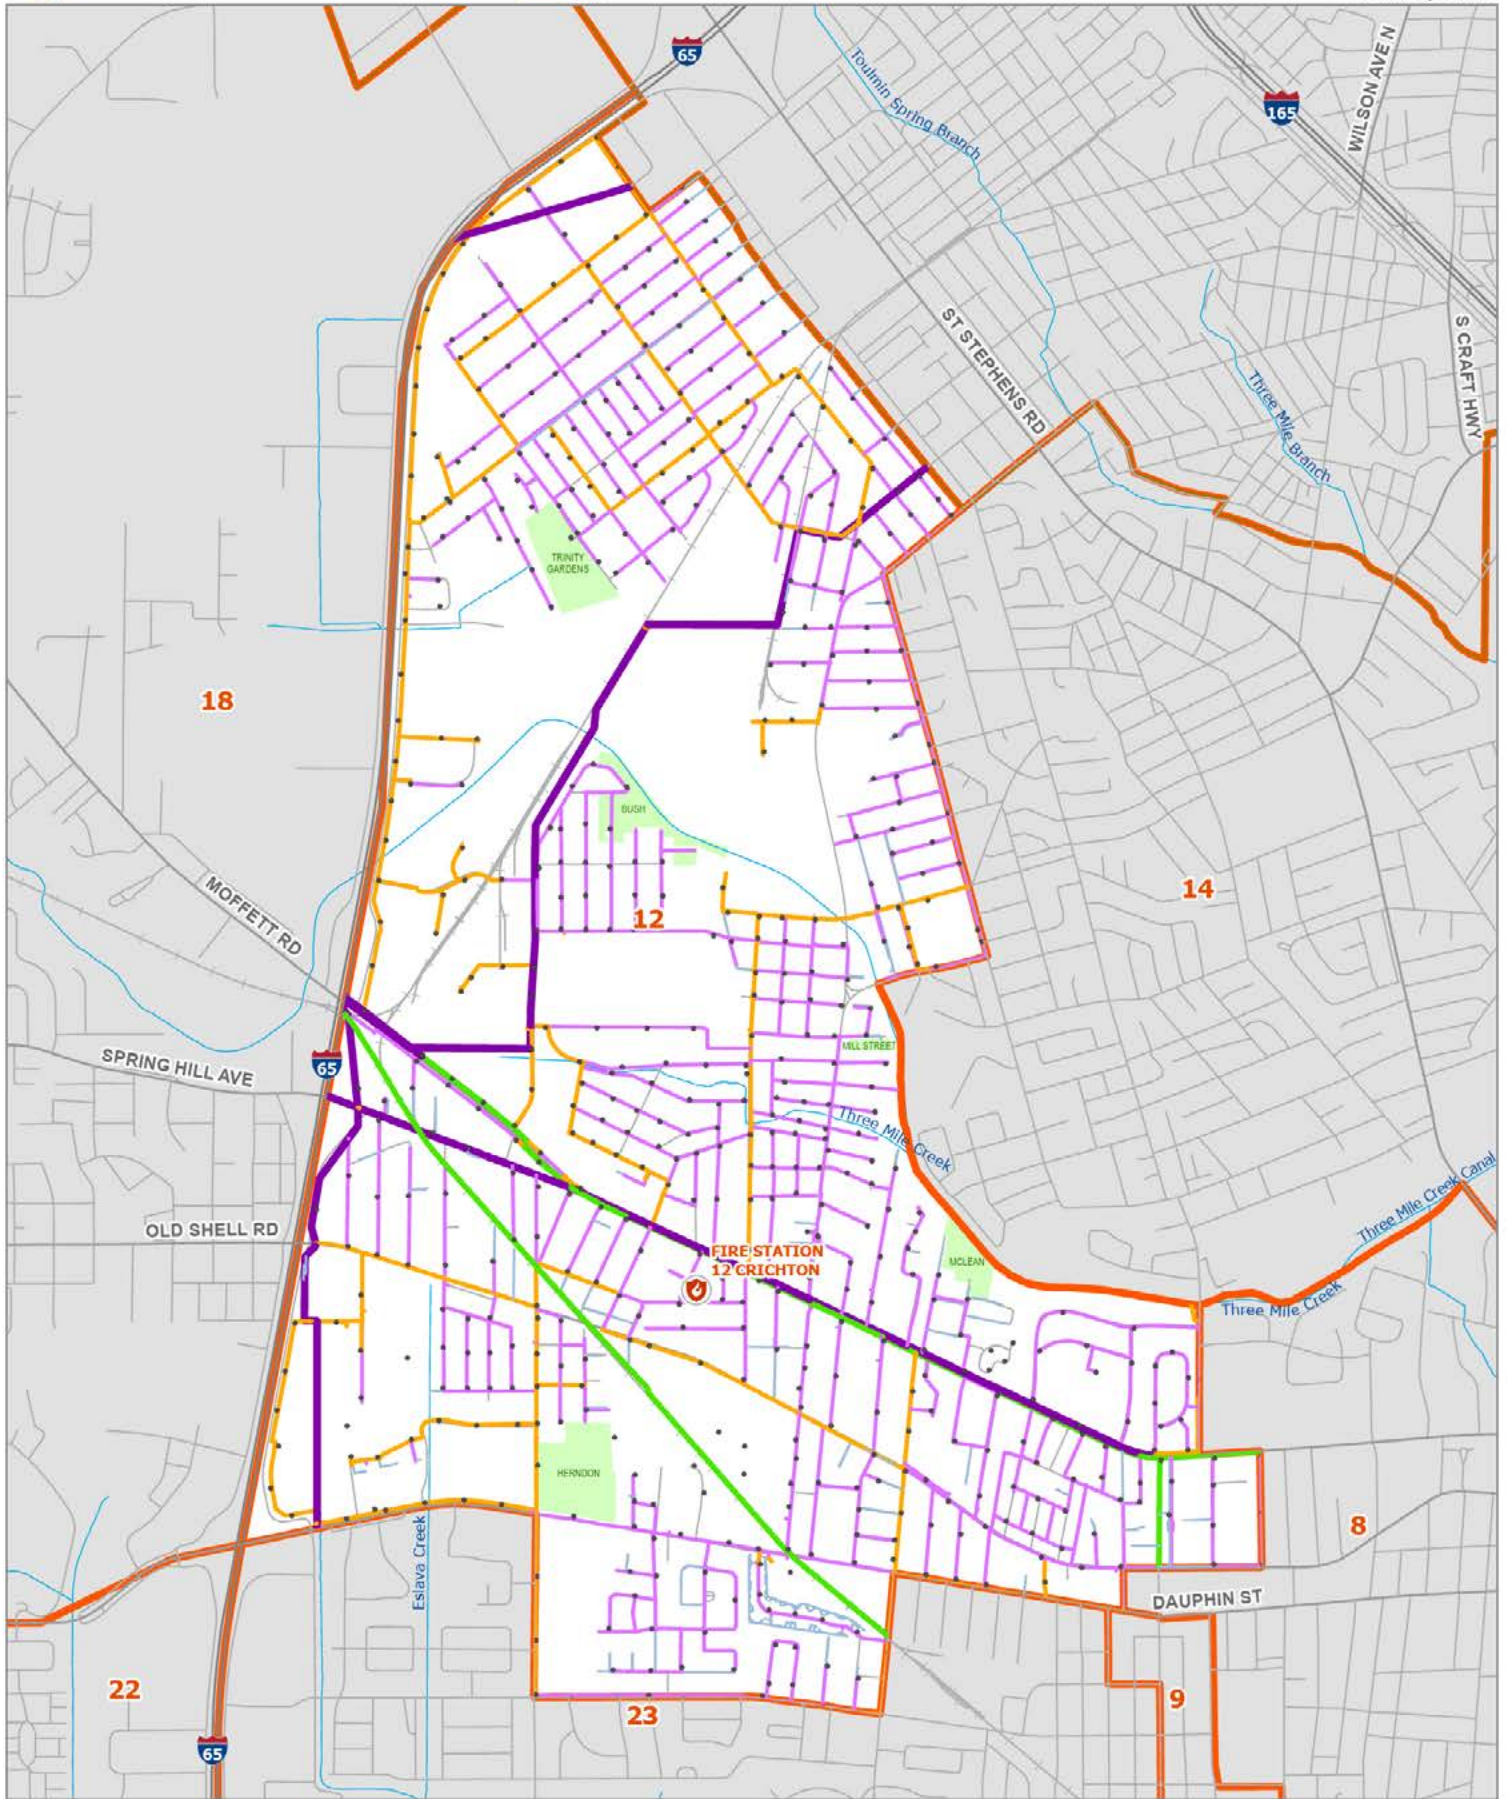 65
165
WILSON AVE N
Toulmin Spring Branch
ST STEPHENS RD
S CRAFT HWY
Three Mile Branch
TRINITY
GARDENS
18
BUSH
MOFFETT RD
12
14
MILL STREET
SPRING HILL AVE
65
Three Mile Creek
Three Mile Creek Canal
OLD SHELL RD
FIRE STATION
12 CRICHTON
MCLEAN
Three Mile Creek
HERNDON
Eslava Creek
8
DAUPHIN ST
22
23
9
65